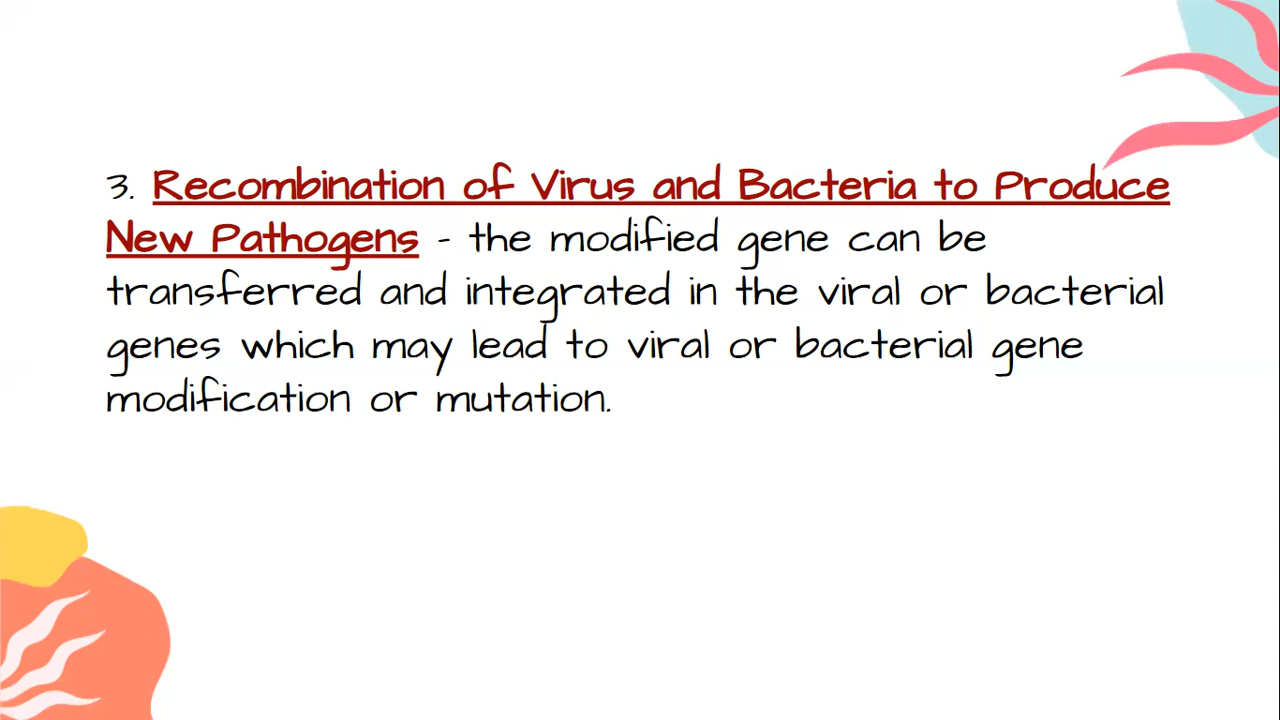 3. Recombination of Virus and Bacteria to Produce
New Pathogens - the modified gene can be
transferred and integrated in the viral or bacterial
genes which may lead to viral or bacterial gene
modification or mutation.